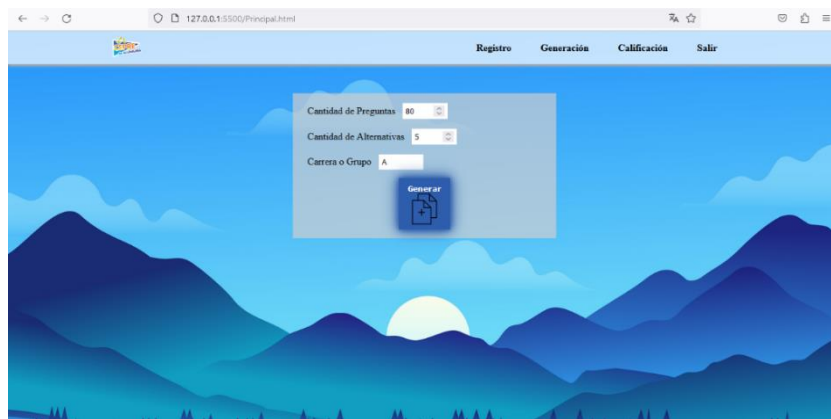 127.0.0.1:5500/Principal.html
Registro Generación Calificación Salir
Cantidad de Preguntas 80
Cantidad de Alternativas 5
Carrera o Grupo A
Generar